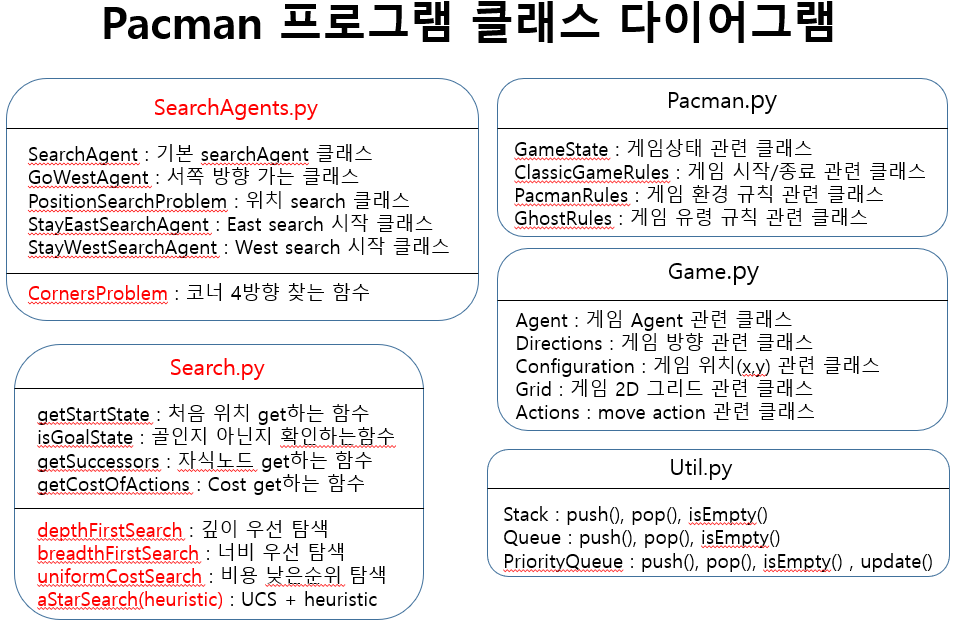 Pacman 프로그램 클래스 다이어그램
SearchAgents.py
SearchAgent : 기본 searchAgent 클래스
GoWestAgent : 서쪽 방향 가는 클래스
PositionSearchProblem : 위치 search 클래스
StayEastSearchAgent : East search 시작 클래스
StayWestSearchAgent : West search 시작 클래스
CornersProblem : 코너 4방향 찾는 함수
Search.py
getStartState : 처음 위치 get하는 함수
isGoalState : 골인지 아닌지 확인하는함수
getSuccessors : 자식노드 get하는 함수
getCostOfActions : Cost get하는 함수
depthFirstSearch : 깊이 우선 탐색
breadthFirstSearch : 너비 우선 탐색
uniformCostSearch : 비용 낮은순위 탐색
aStarSearch(heuristic) : UCS + heuristic
Pacman.py
GameState : 게임상태 관련 클래스
ClassicGameRules : 게임 시작/종료 관련 클래스
PacmanRules : 게임 환경 규칙 관련 클래스
GhostRules : 게임 유령 규칙 관련 클래스
Game.py
Agent : 게임 Agent 관련 클래스
Directions : 게임 방향 관련 클래스
Configuration : 게임 위치(x,y) 관련 클래스
Grid : 게임 2D 그리드 관련 클래스
Actions : move action 관련 클래스
Util.py
Stack : push(), pop(), isEmpty()
Queue : push(), pop(), isEmpty()
PriorityQueue : push(), pop(), isEmpty() , update()